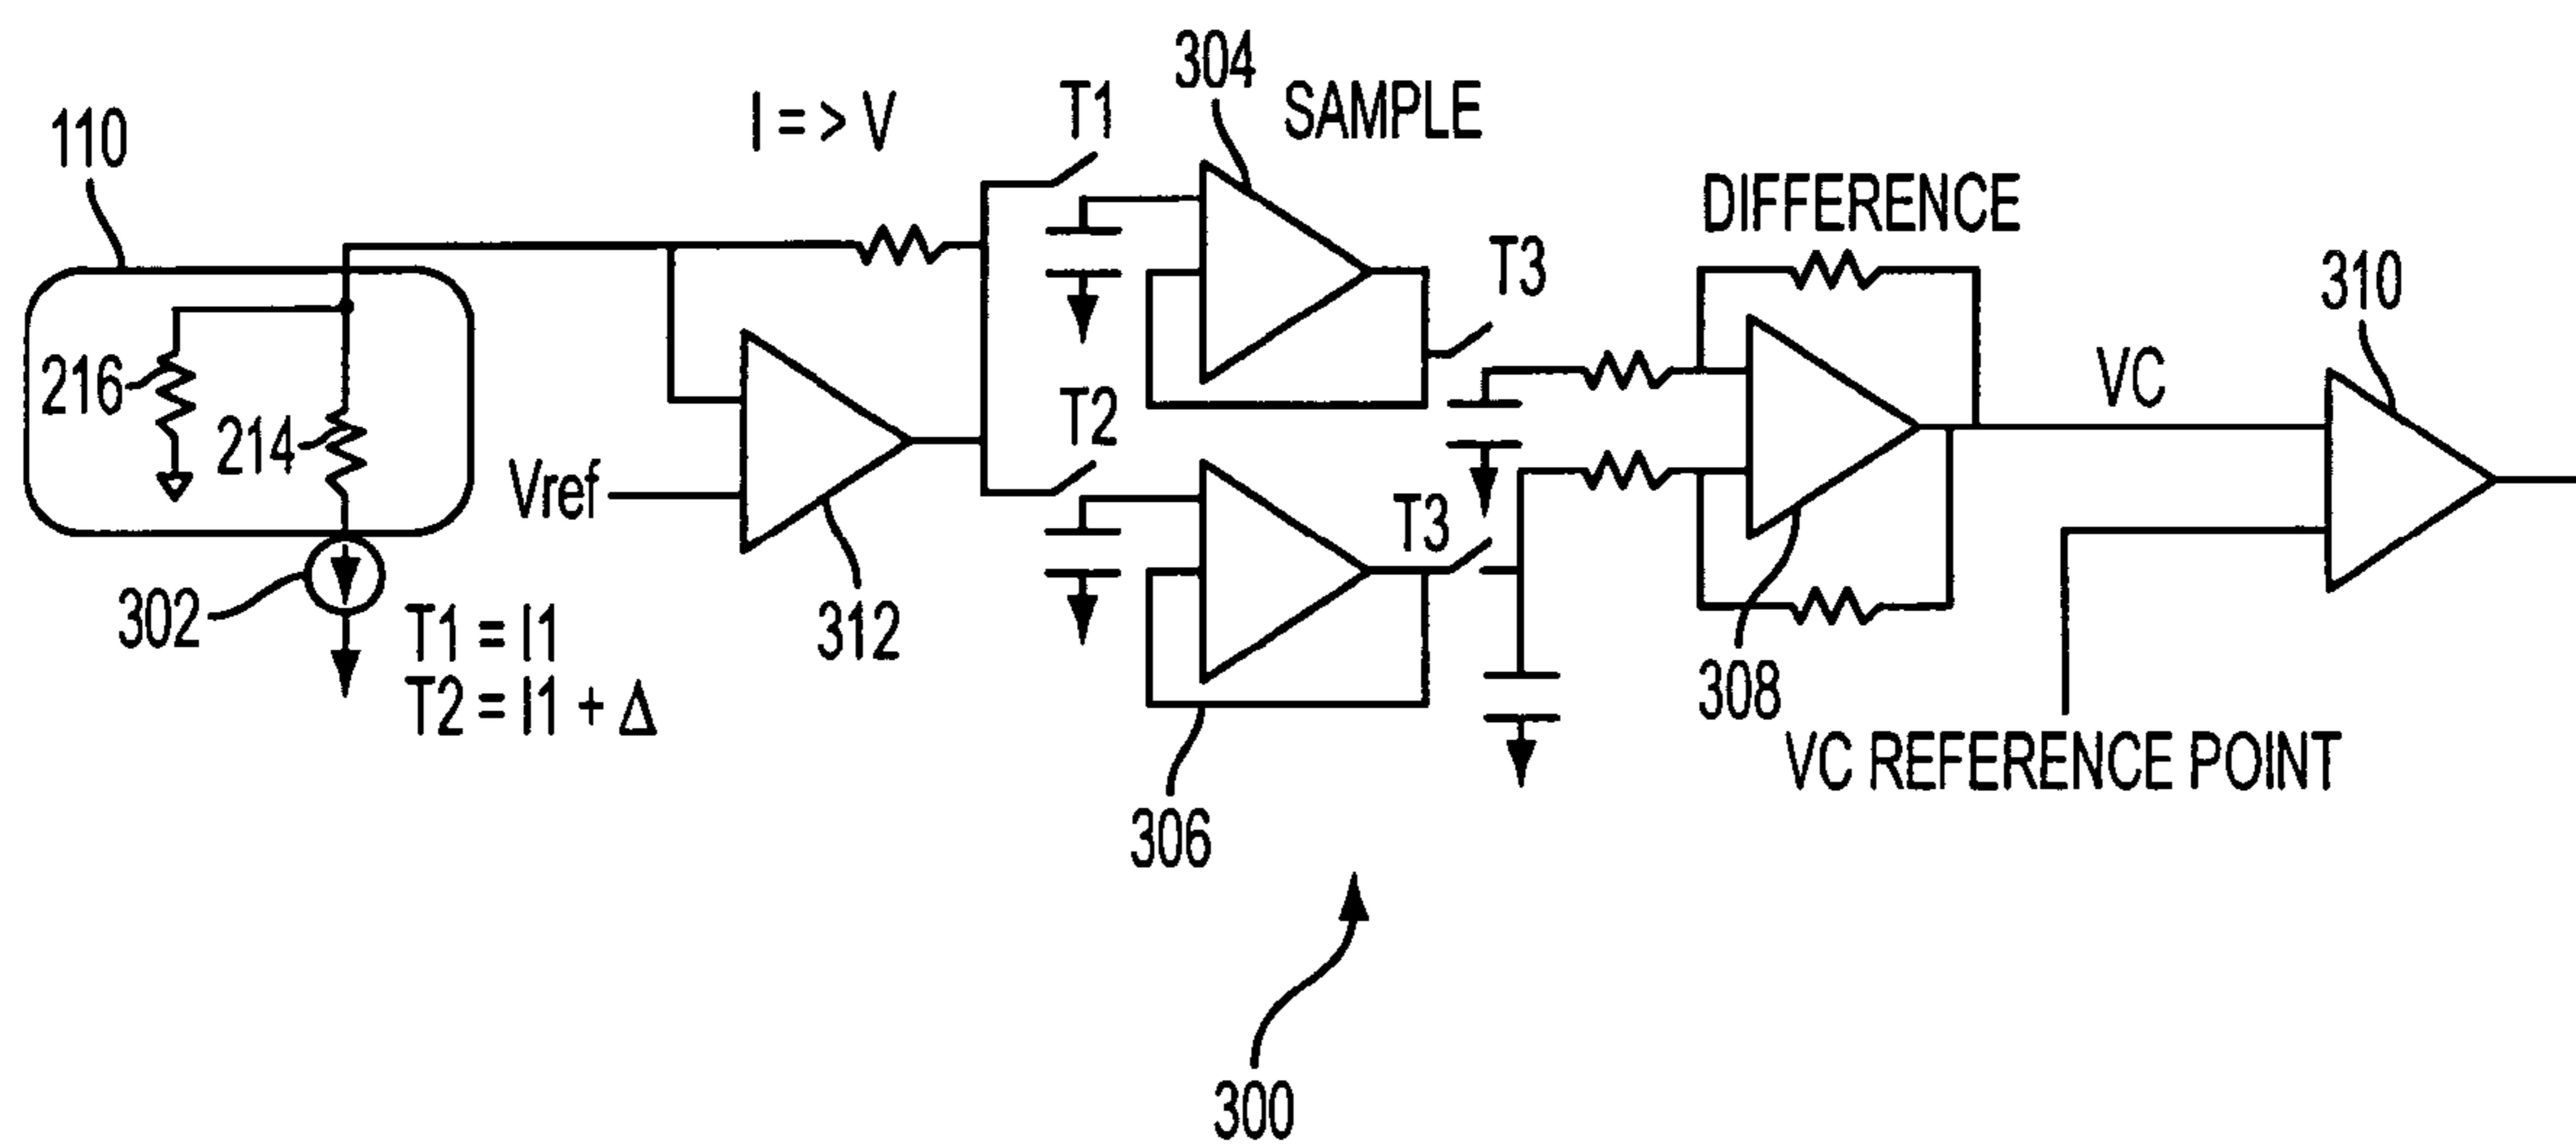 304
SAMPLE
110
I = > V
T1
DIFFERENCE
T3
310
216
214
T2
VC
Vref
T3
302
T1 = I1
T2 = I1 + Δ
312
308
VC REFERENCE POINT
306
300